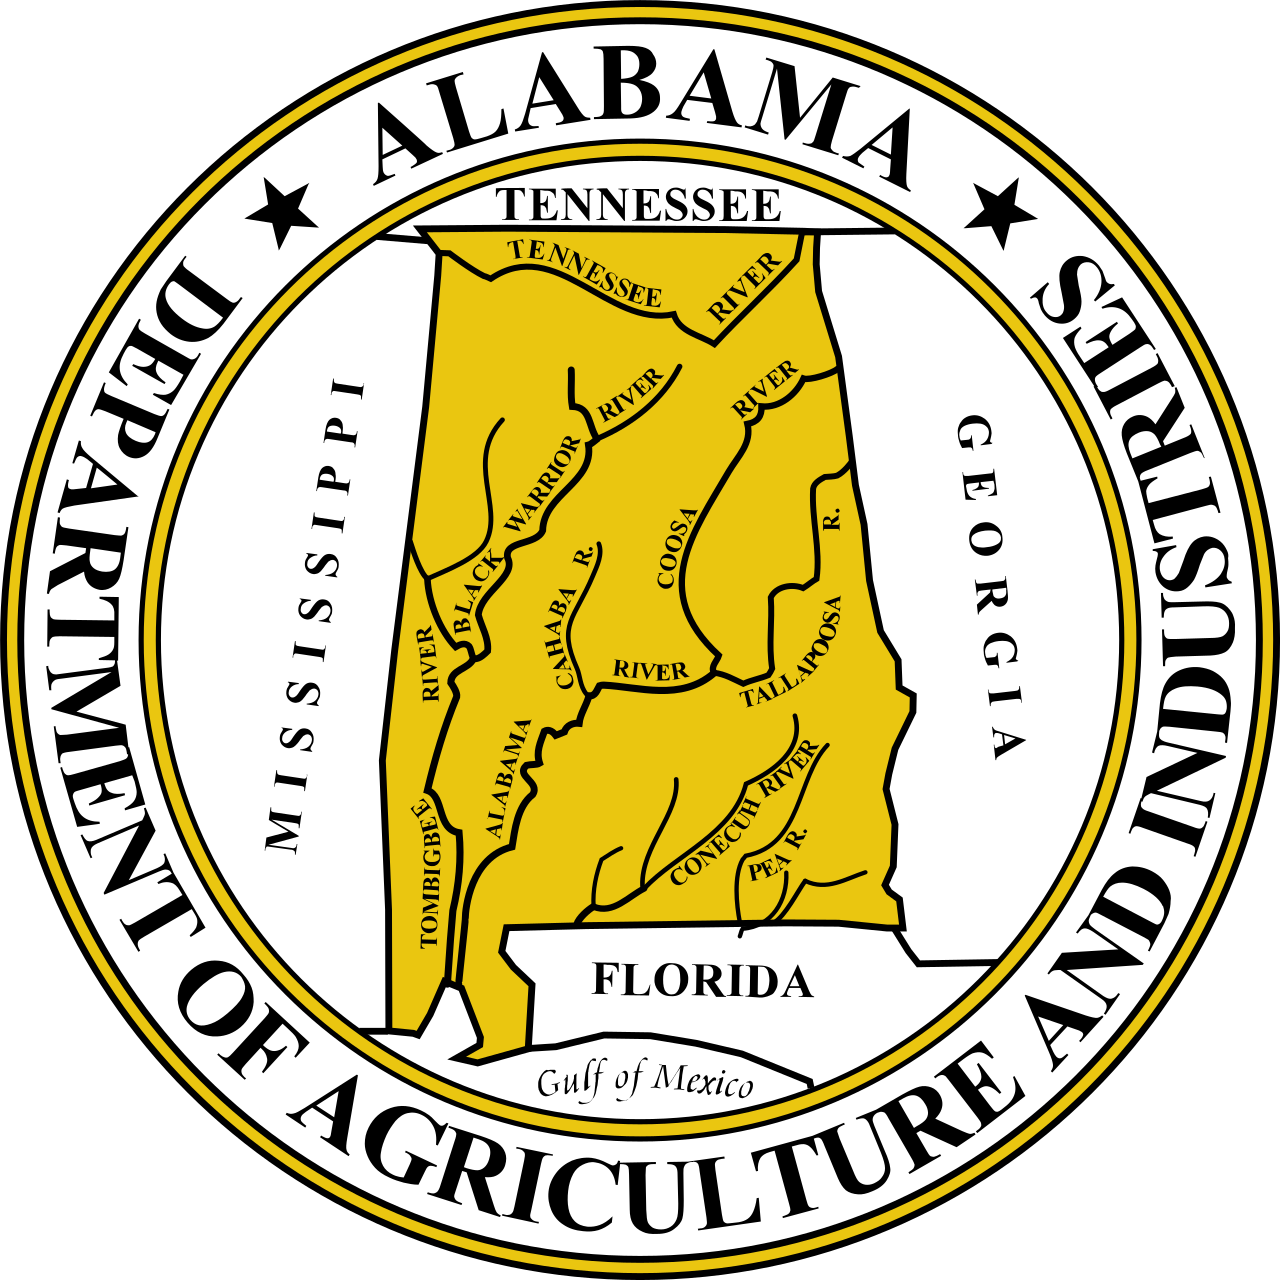 ALABAMA
DEPARTMENT OF AGRICULTURE AND INDUSTRIES
TENNESSEE
TENNESSEE RIVER
MISSISSIPPI
GEORGIA
BLACK WARRIOR RIVER
COOSA RIVER
CAHABA R.
TALLAPOOSA R.
TOMBIGBEE RIVER
ALABAMA RIVER
CONECUH RIVER
PEA R.
FLORIDA
Gulf of Mexico